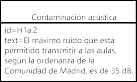 Contaminación acústica
id=H1a.2
text=El máximo ruido que está
permitido transmitir a las aulas,
según la ordenanza de la
Comunidad de Madrid, es de 35 dB